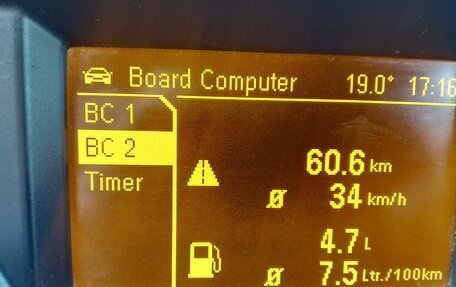 Board Computer 19.0° 17:16
BC 1
BC 2
Timer
60.6 km
Ø 34 km/h
4.7 L
Ø 7.5 Ltr./100km